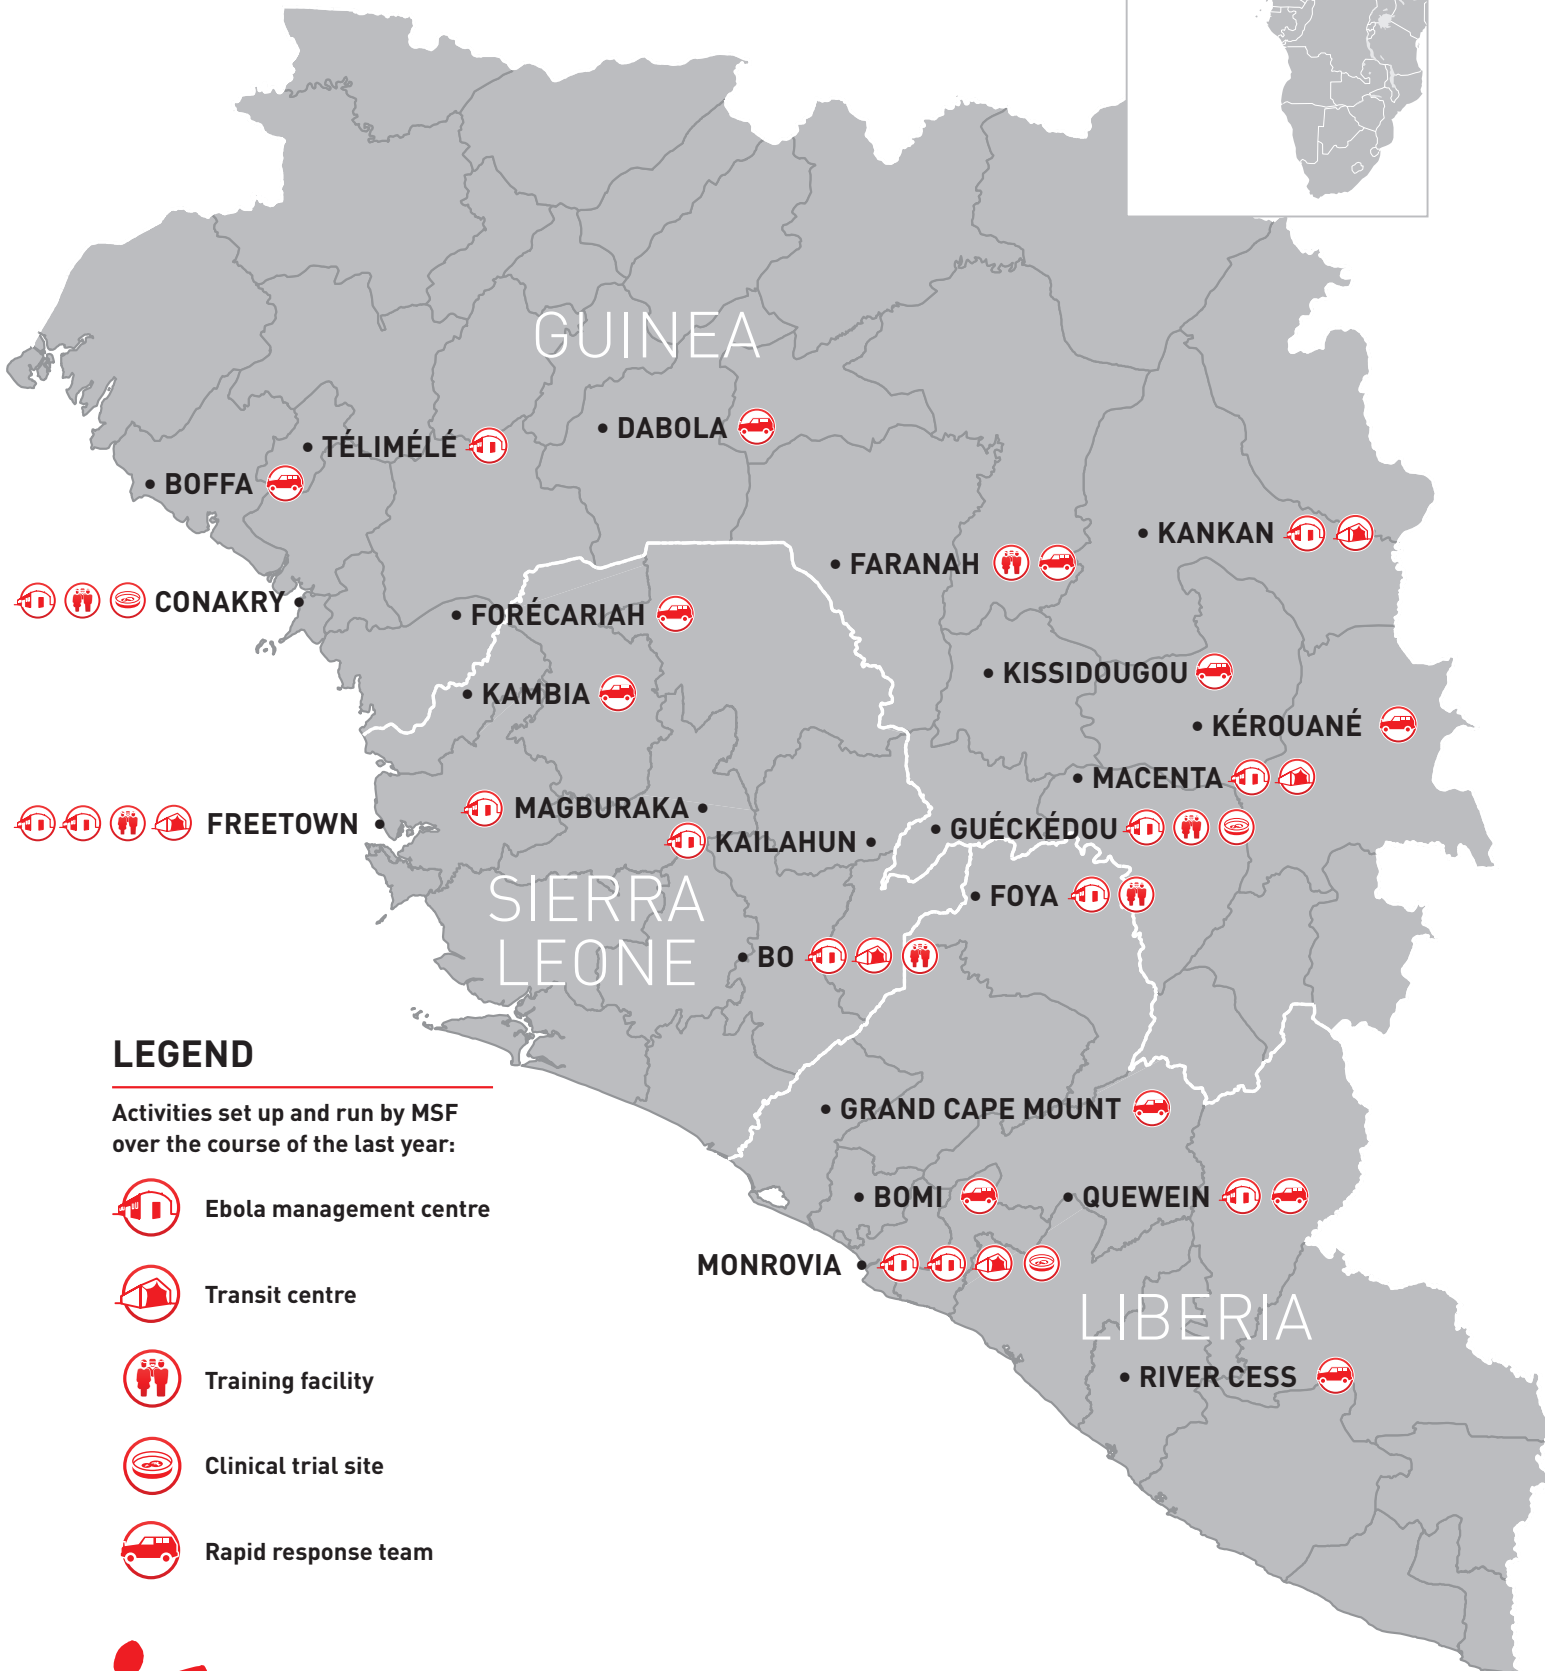 GUINEA
• DABOLA
• TÉLIMÉLÉ
• BOFFA
• KANKAN
• FARANAH
CONAKRY •
• FORÉCARIAH
• KISSIDOUGOU
• KAMBIA
• KÉROUANÉ
• MACENTA
MAGBURAKA •
FREETOWN •
• GUÉCKÉDOU
KAILAHUN •
SIERRA
LEONE
• FOYA
• BO
LEGEND
Activities set up and run by MSF
over the course of the last year:
Ebola management centre
Transit centre
Training facility
Clinical trial site
Rapid response team
• GRAND CAPE MOUNT
• BOMI
• QUEWEIN
MONROVIA •
LIBERIA
• RIVER CESS